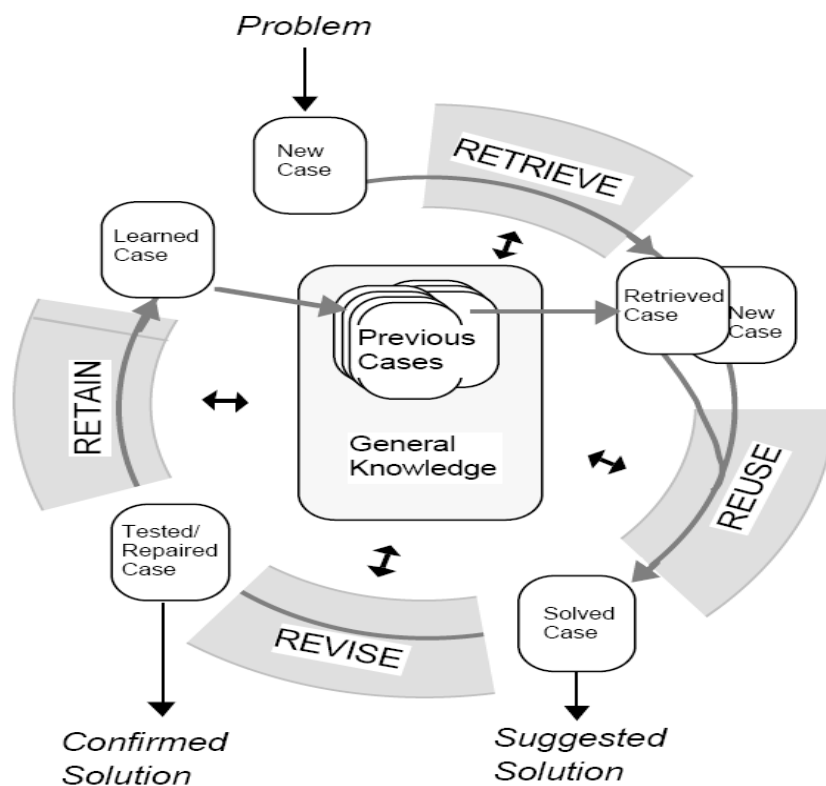 Problem
New
Case
RETRIEVE
Learned
Case
Retrieved
Case
New
Case
Previous
Cases
General
Knowledge
RETAIN
REUSE
Tested/
Repaired
Case
REVISE
Solved
Case
Confirmed
Solution
Suggested
Solution